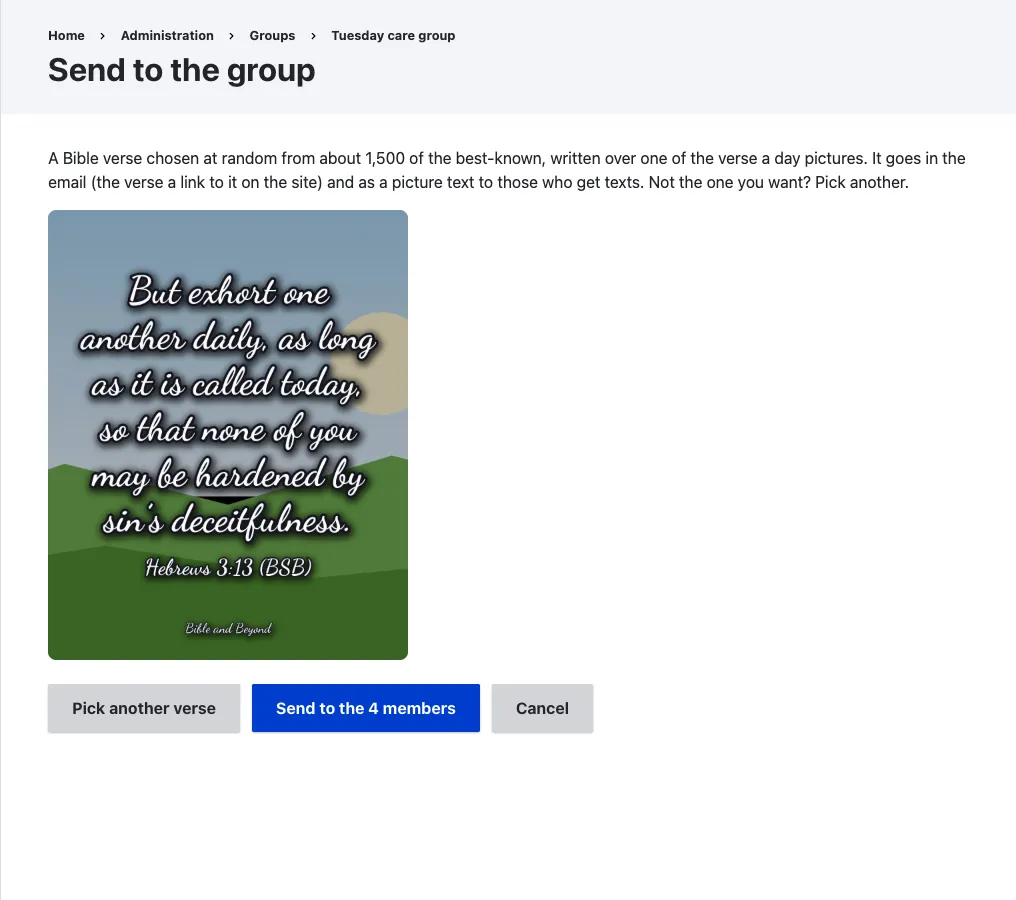 Home > Administration > Groups > Tuesday care group
Send to the group
A Bible verse chosen at random from about 1,500 of the best-known, written over one of the verse a day pictures. It goes in the
email (the verse a link to it on the site) and as a picture text to those who get texts. Not the one you want? Pick another.
But exhort one
another daily, as long
as it is called today,
so that none of you
may be hardened by
sin's deceitfulness.
Hebrews 3:13 (BSB)
Bible and Beyond
Pick another verse
Send to the 4 members
Cancel